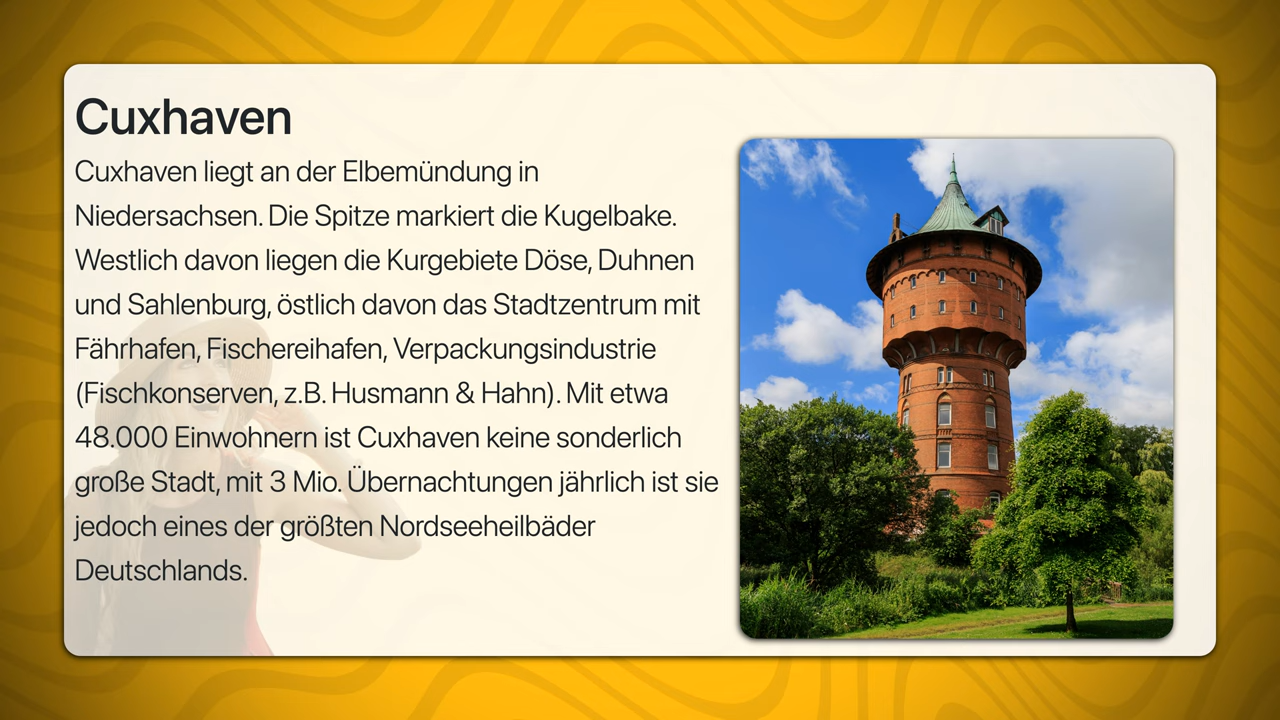 Cuxhaven
Cuxhaven liegt an der Elbemündung in
Niedersachsen. Die Spitze markiert die Kugelbake.
Westlich davon liegen die Kurgebiete Döse, Duhnen
und Sahlenburg, östlich davon das Stadtzentrum mit
Fährhafen, Fischereihafen, Verpackungsindustrie
(Fischkonserven, z.B. Husmann & Hahn). Mit etwa
48.000 Einwohnern ist Cuxhaven keine sonderlich
große Stadt, mit 3 Mio. Übernachtungen jährlich ist sie
jedoch eines der größten Nordseeheilbäder
Deutschlands.